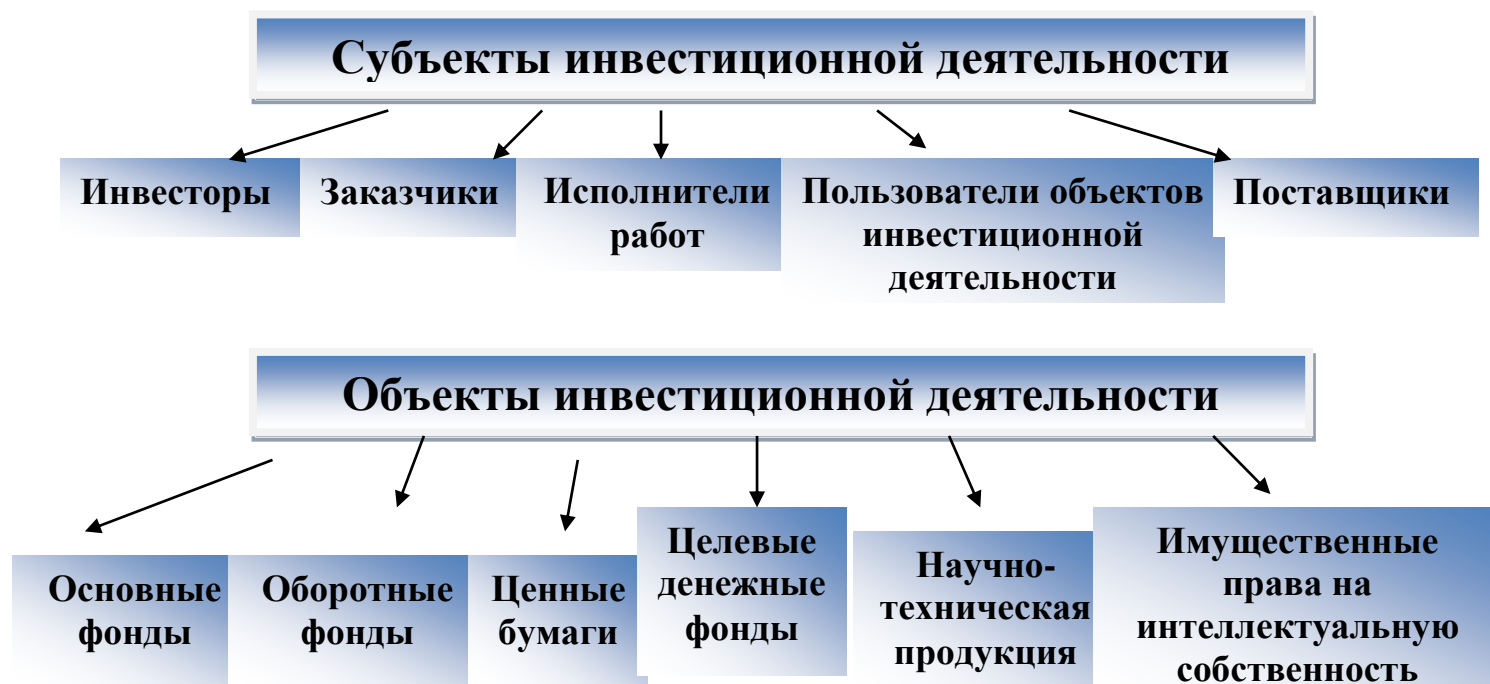 Субъекты инвестиционной деятельности
Инвесторы
Заказчики
Исполнители
работ
Пользователи объектов
инвестиционной
деятельности
Поставщики
Объекты инвестиционной деятельности
Основные
фонды
Оборотные
фонды
Ценные
бумаги
Целевые
денежные
фонды
Научно-
техническая
продукция
Имущественные
права на
интеллектуальную
собственность